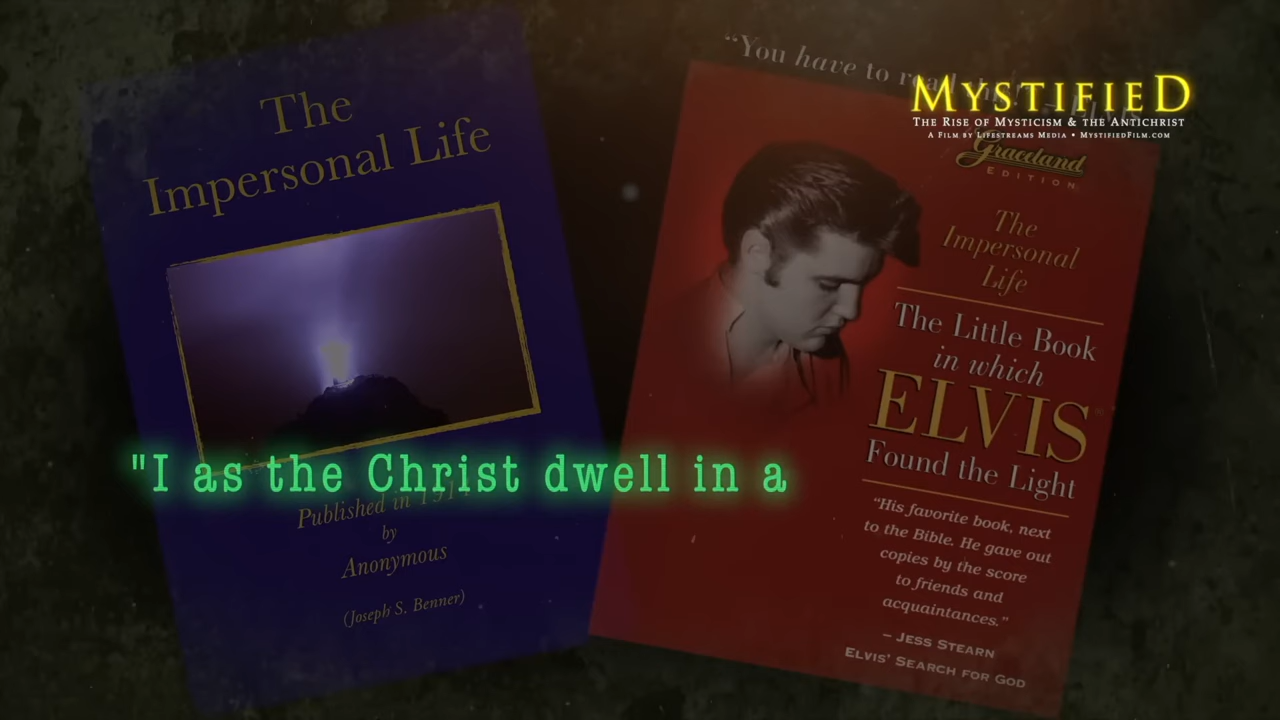 The
Impersonal Life
Published in 191
by
Anonymous
(Joseph S. Benner)
"You have to
MYSTIFIED
THE RISE OF MYSTICISM & THE ANTICHRIST
A FILM BY LIFESTREAMS MEDIA • MYSTIFIEDFILM.COM
Graceland
EDITION
The
Impersonal
Life
The Little Book
in which
ELVIS®
Found the Light
"His favorite book, next
to the Bible. He gave out
copies by the score
to friends and
acquaintances."
– JESS STEARN
ELVIS' SEARCH FOR GOD
"I as the Christ dwell in a